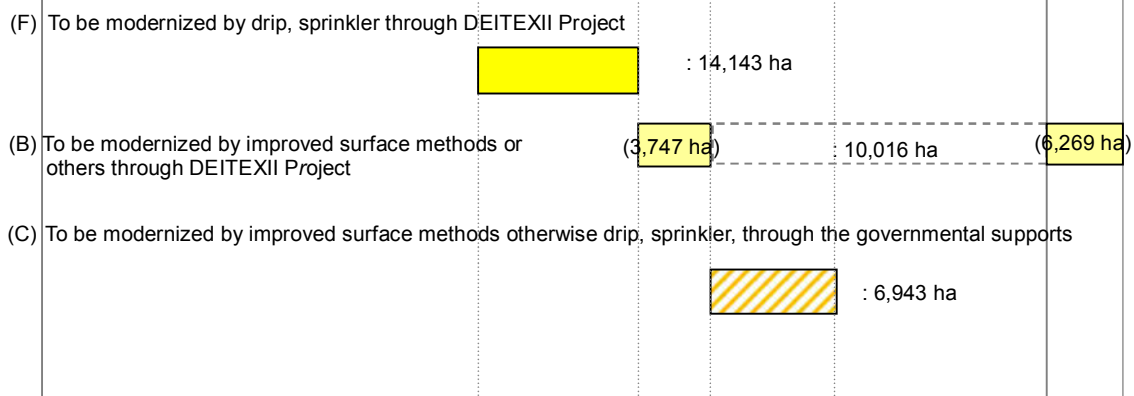 (F) To be modernized by drip, sprinkler through DEITEXII Project
: 14,143 ha
(B) To be modernized by improved surface methods or
others through DEITEXII Project
(3,747 ha)
: 10,016 ha
(6,269 ha)
(C) To be modernized by improved surface methods otherwise drip, sprinkler, through the governmental supports
: 6,943 ha